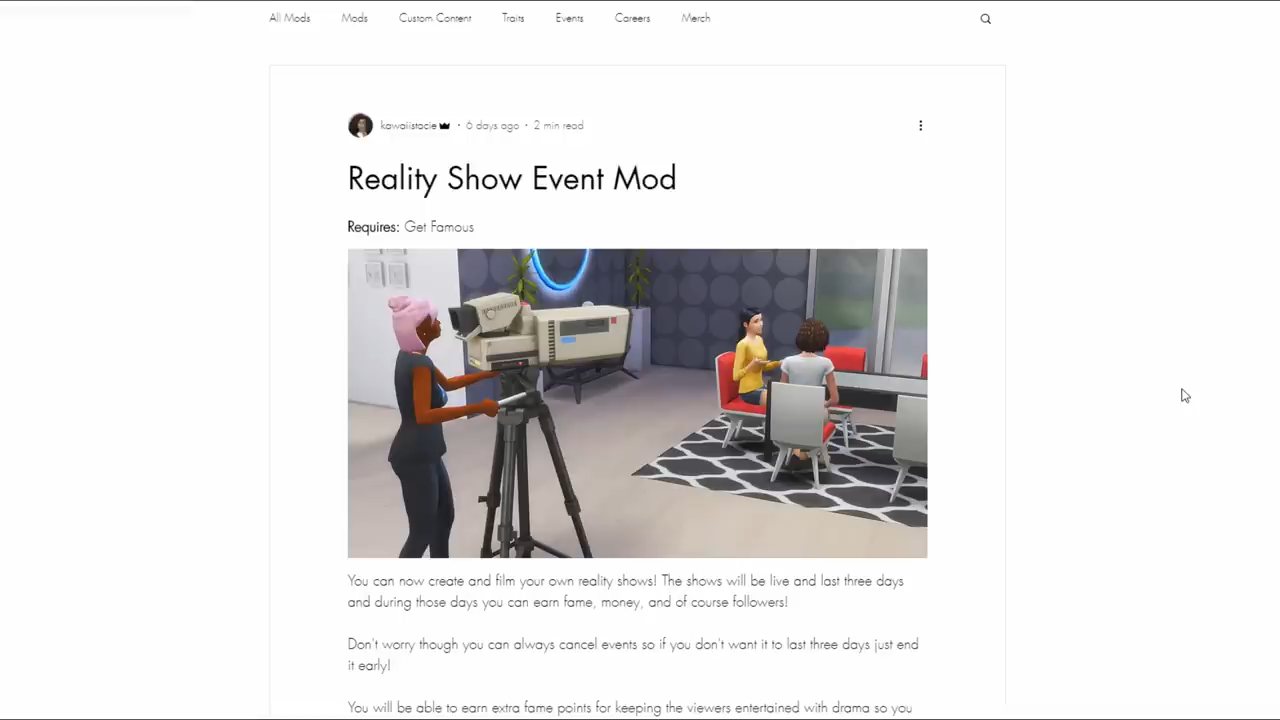 All Mods Mods Custom Content Traits Events Careers Merch
kawaiistacie · 6 days ago · 2 min read
Reality Show Event Mod
Requires: Get Famous
You can now create and film your own reality shows! The shows will be live and last three days
and during those days you can earn fame, money, and of course followers!
Don't worry though you can always cancel events so if you don't want it to last three days just end
it early!
You will be able to earn extra fame points for keeping the viewers entertained with drama so you